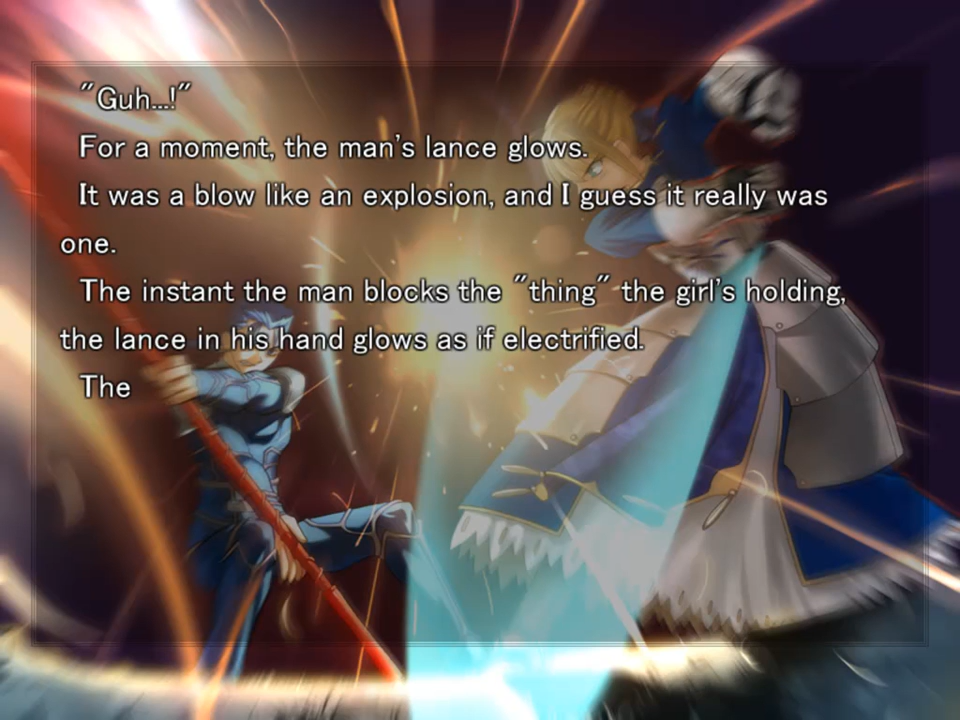 "Guh...!"
For a moment, the man's lance glows.
It was a blow like an explosion, and I guess it really was
one.
The instant the man blocks the "thing" the girl's holding,
the lance in his hand glows as if electrified.
The